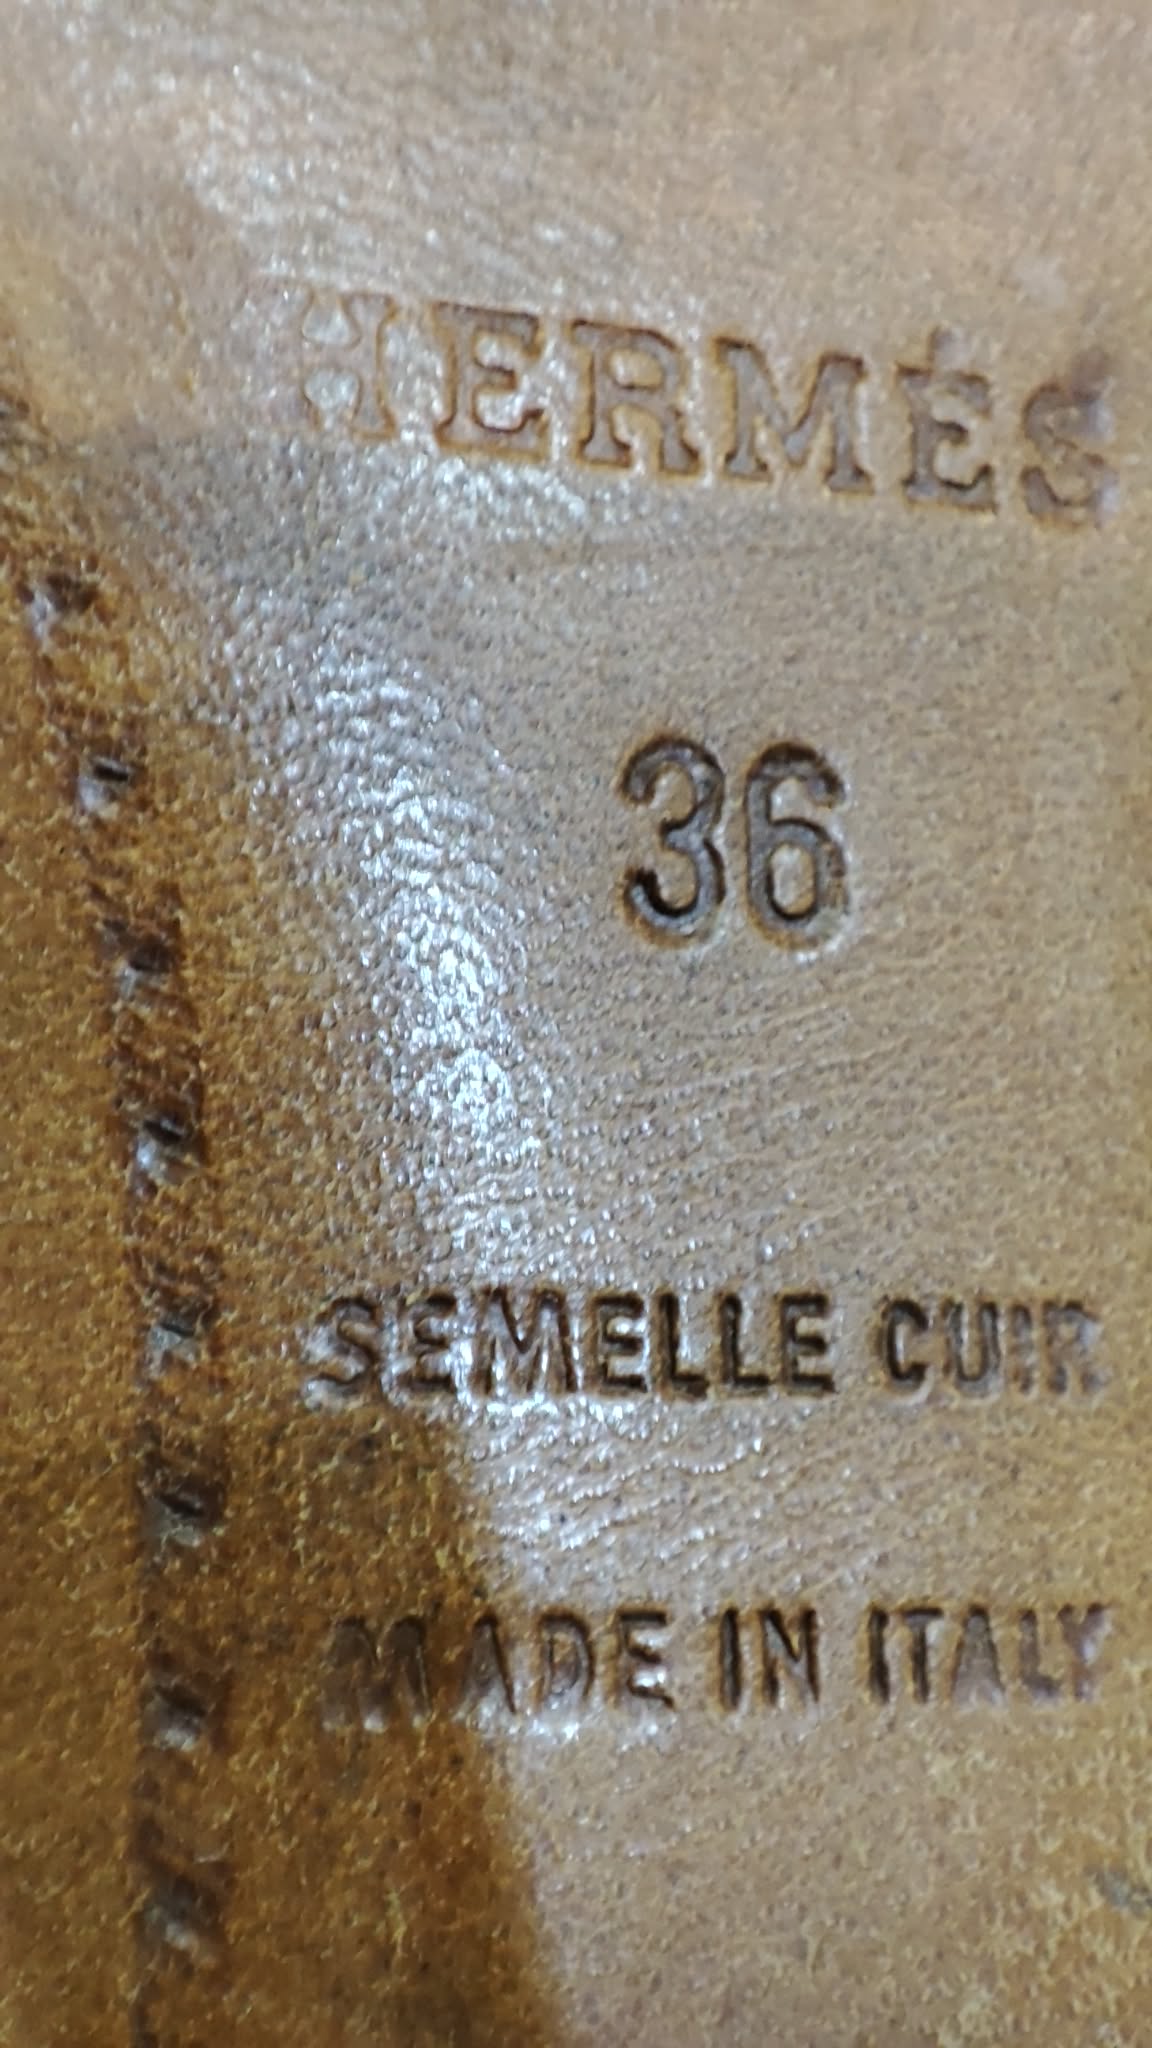 HERMÈS
36
SEMELLE CUIR
MADE IN ITALY